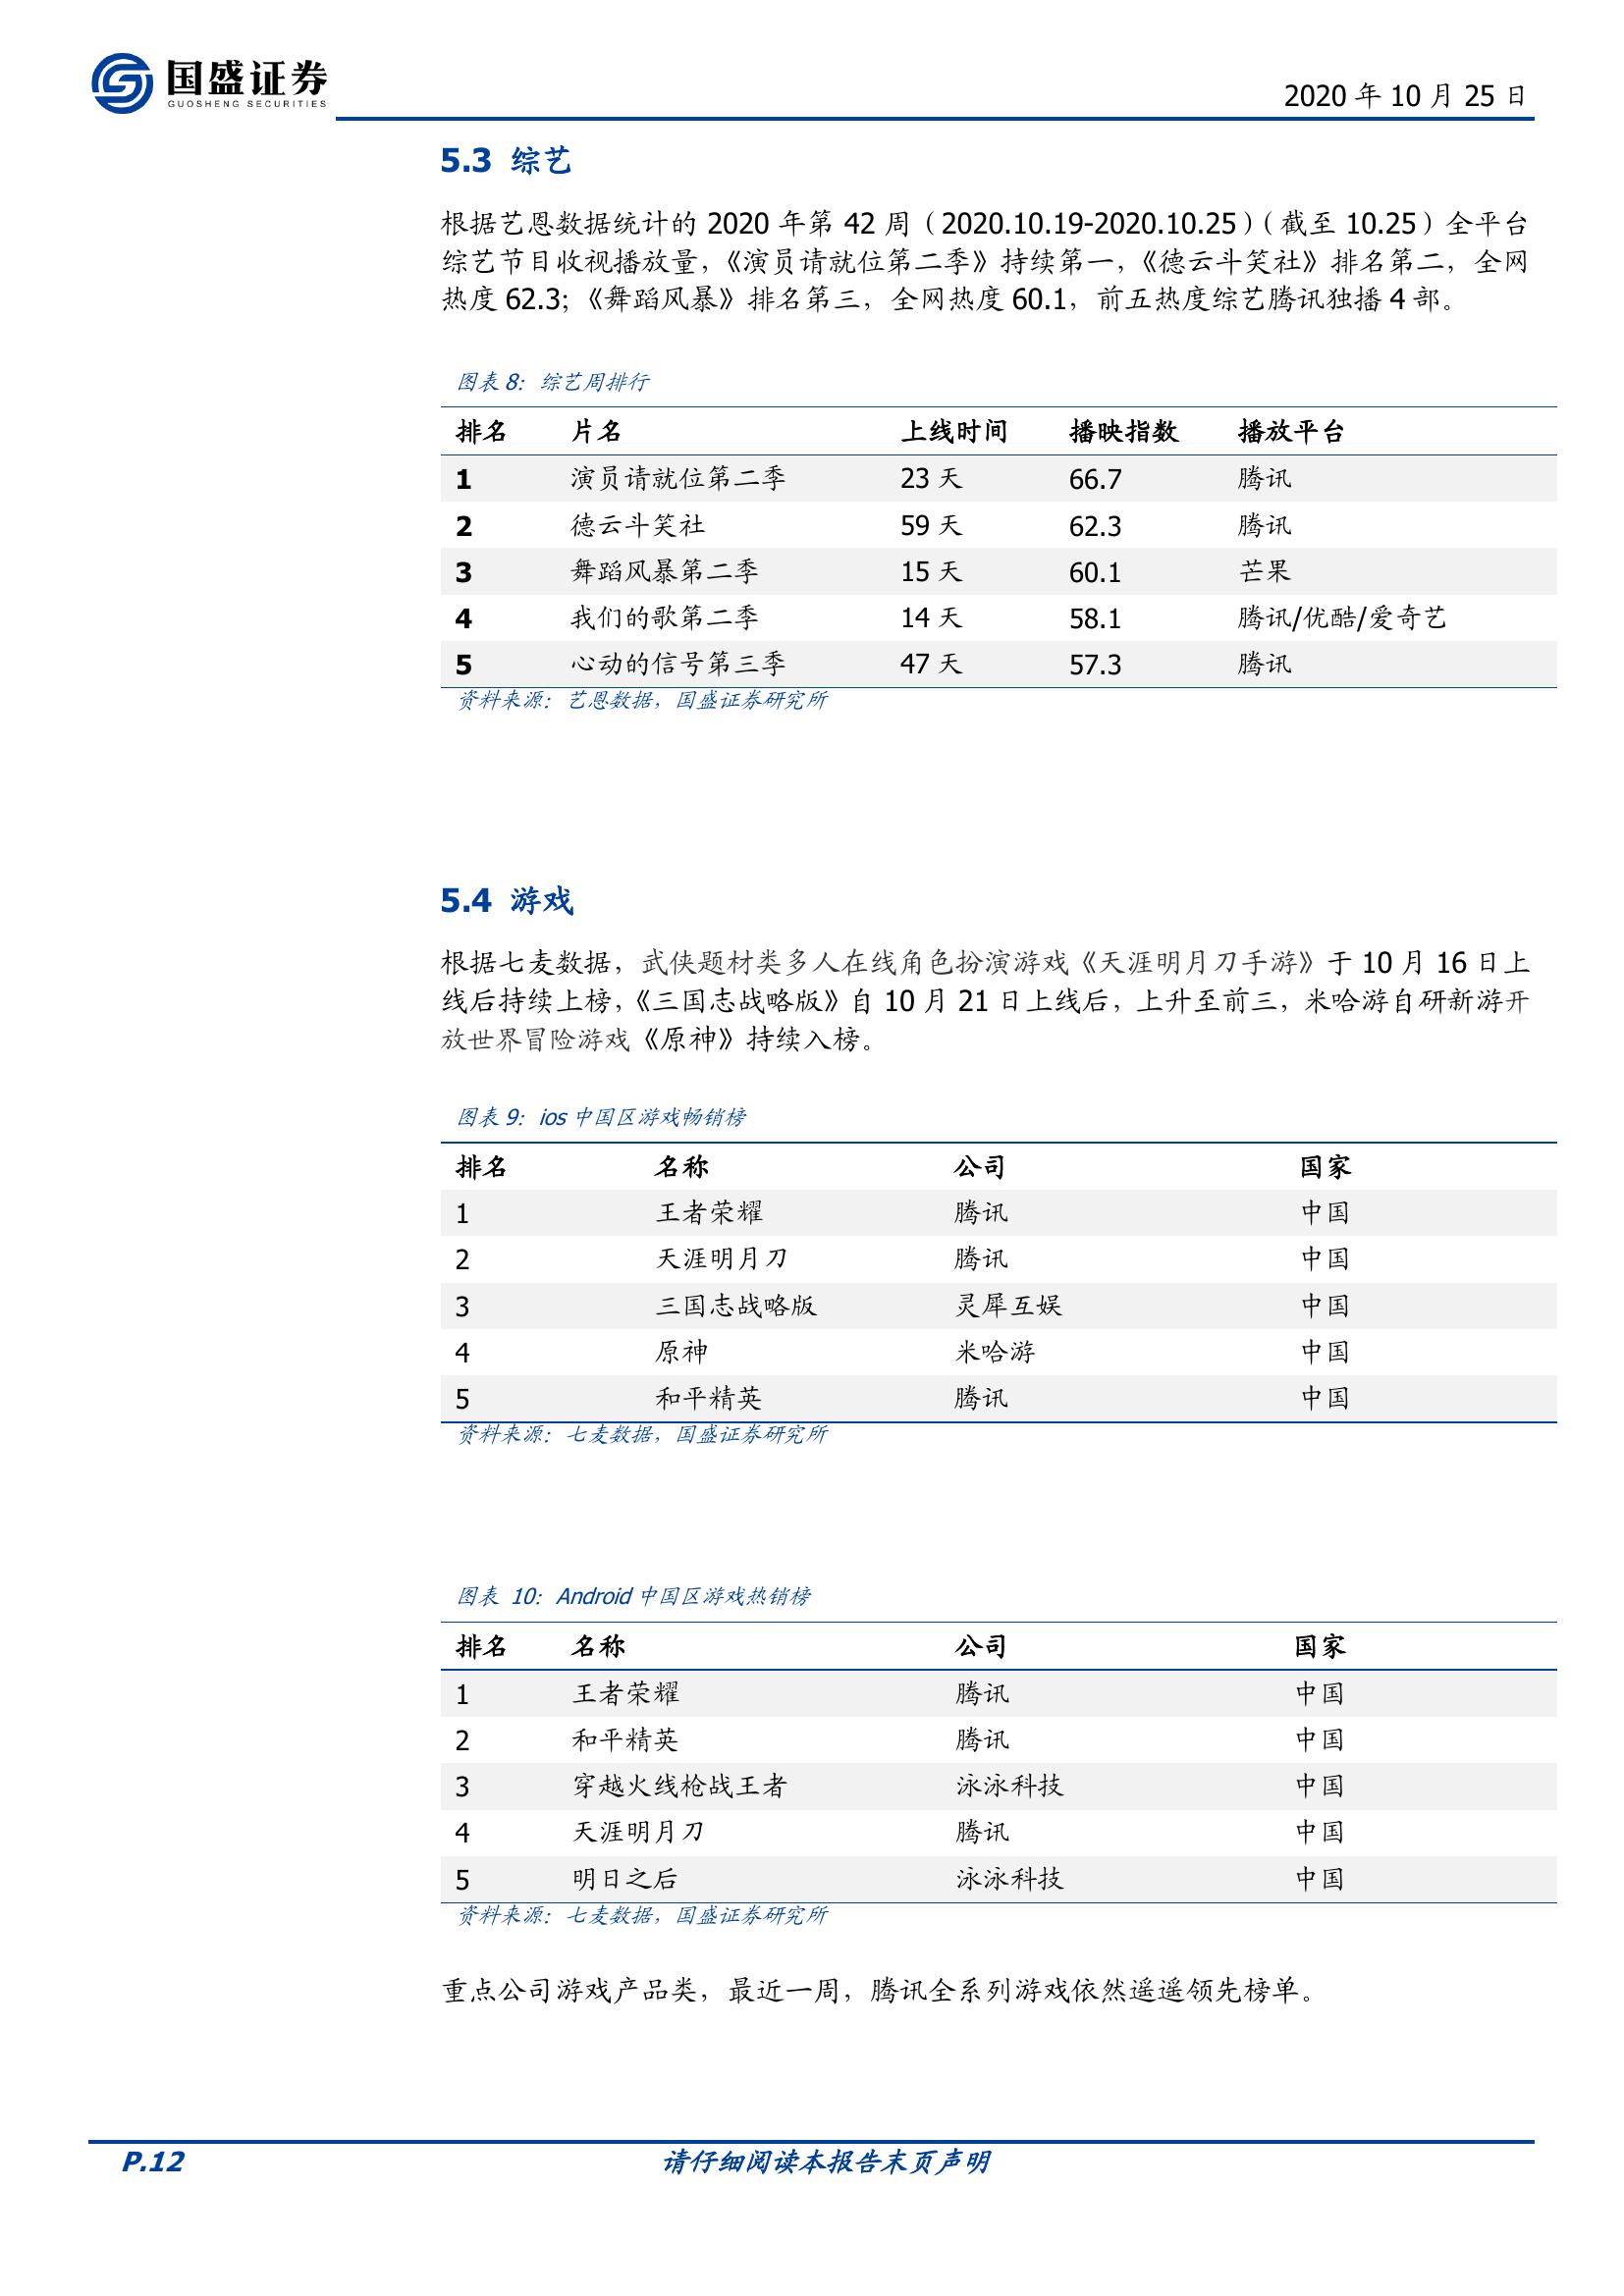 国盛证券
GUOSHENG SECURITIES
2020 年 10 月 25 日
5.3 综艺
根据艺恩数据统计的 2020 年第 42 周（2020.10.19-2020.10.25）（截至 10.25）全平台
综艺节目收视播放量，《演员请就位第二季》持续第一，《德云斗笑社》排名第二，全网
热度 62.3；《舞蹈风暴》排名第三，全网热度 60.1，前五热度综艺腾讯独播 4 部。
图表 8：综艺周排行
排名 片名 上线时间 播映指数 播放平台
1 演员请就位第二季 23 天 66.7 腾讯
2 德云斗笑社 59 天 62.3 腾讯
3 舞蹈风暴第二季 15 天 60.1 芒果
4 我们的歌第二季 14 天 58.1 腾讯/优酷/爱奇艺
5 心动的信号第三季 47 天 57.3 腾讯
资料来源：艺恩数据，国盛证券研究所
5.4 游戏
根据七麦数据，武侠题材类多人在线角色扮演游戏《天涯明月刀手游》于 10 月 16 日上
线后持续上榜，《三国志战略版》自 10 月 21 日上线后，上升至前三，米哈游自研新游开
放世界冒险游戏《原神》持续入榜。
图表 9：ios 中国区游戏畅销榜
排名 名称 公司 国家
1 王者荣耀 腾讯 中国
2 天涯明月刀 腾讯 中国
3 三国志战略版 灵犀互娱 中国
4 原神 米哈游 中国
5 和平精英 腾讯 中国
资料来源：七麦数据，国盛证券研究所
图表 10：Android 中国区游戏热销榜
排名 名称 公司 国家
1 王者荣耀 腾讯 中国
2 和平精英 腾讯 中国
3 穿越火线枪战王者 泳泳科技 中国
4 天涯明月刀 腾讯 中国
5 明日之后 泳泳科技 中国
资料来源：七麦数据，国盛证券研究所
重点公司游戏产品类，最近一周，腾讯全系列游戏依然遥遥领先榜单。
P.12 请仔细阅读本报告末页声明